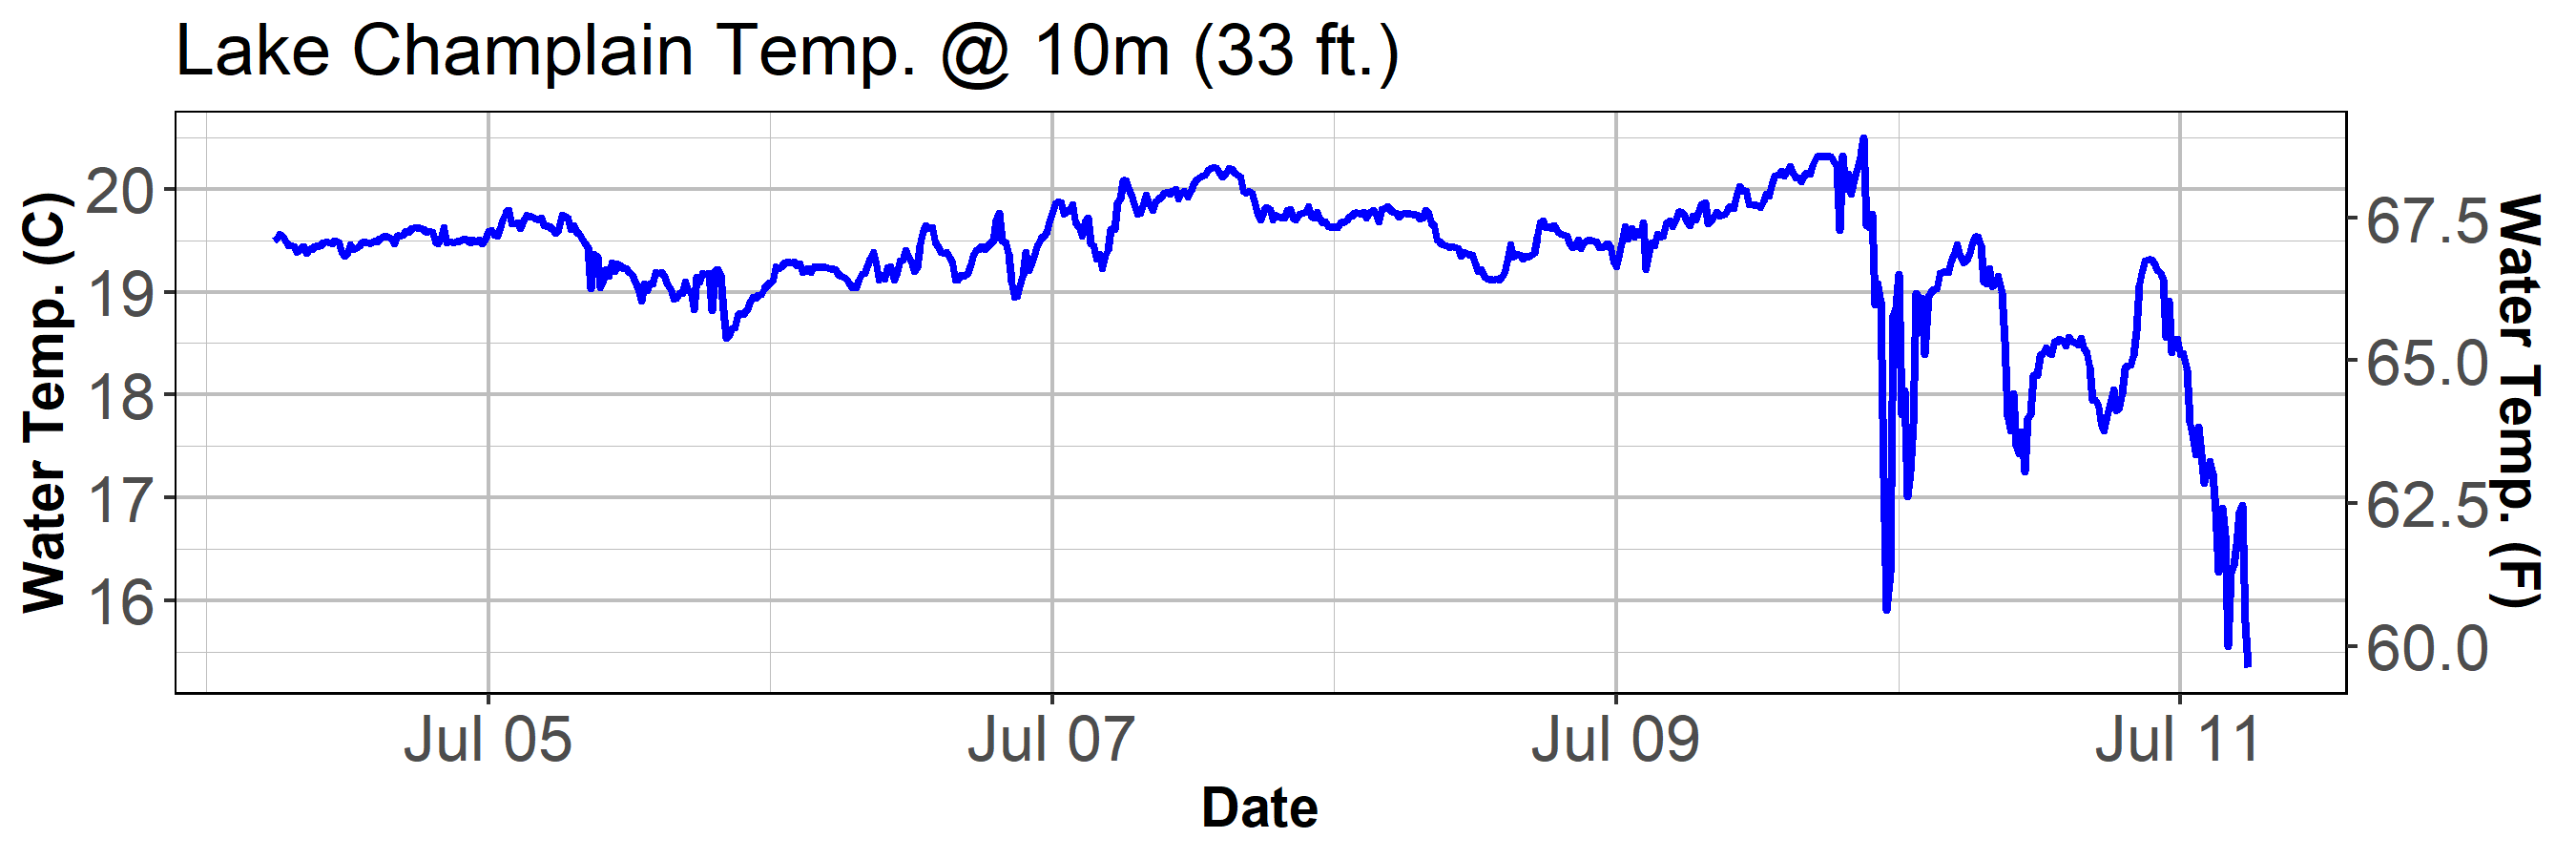 Lake Champlain Temp. @ 10m (33 ft.)
Water Temp. (C)
20
19
18
17
16
67.5
65.0
62.5
60.0
Water Temp. (F)
Jul 05
Jul 07
Jul 09
Jul 11
Date